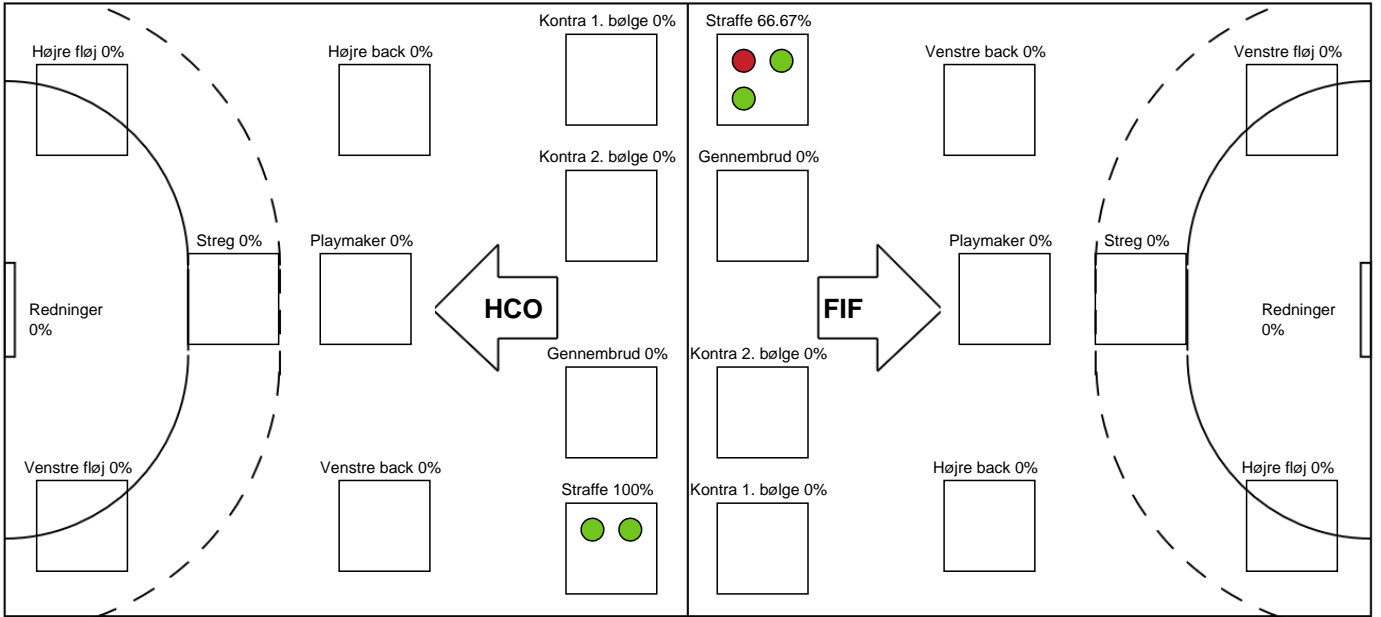 Kontra 1. bølge 0%
Straffe 66.67%
Højre fløj 0%
Højre back 0%
Venstre back 0%
Venstre fløj 0%
Kontra 2. bølge 0%
Gennembrud 0%
Streg 0%
Playmaker 0%
Playmaker 0%
Streg 0%
Redninger
0%
HCO
FIF
Redninger
0%
Gennembrud 0%
Kontra 2. bølge 0%
Venstre fløj 0%
Venstre back 0%
Højre back 0%
Højre fløj 0%
Straffe 100%
Kontra 1. bølge 0%